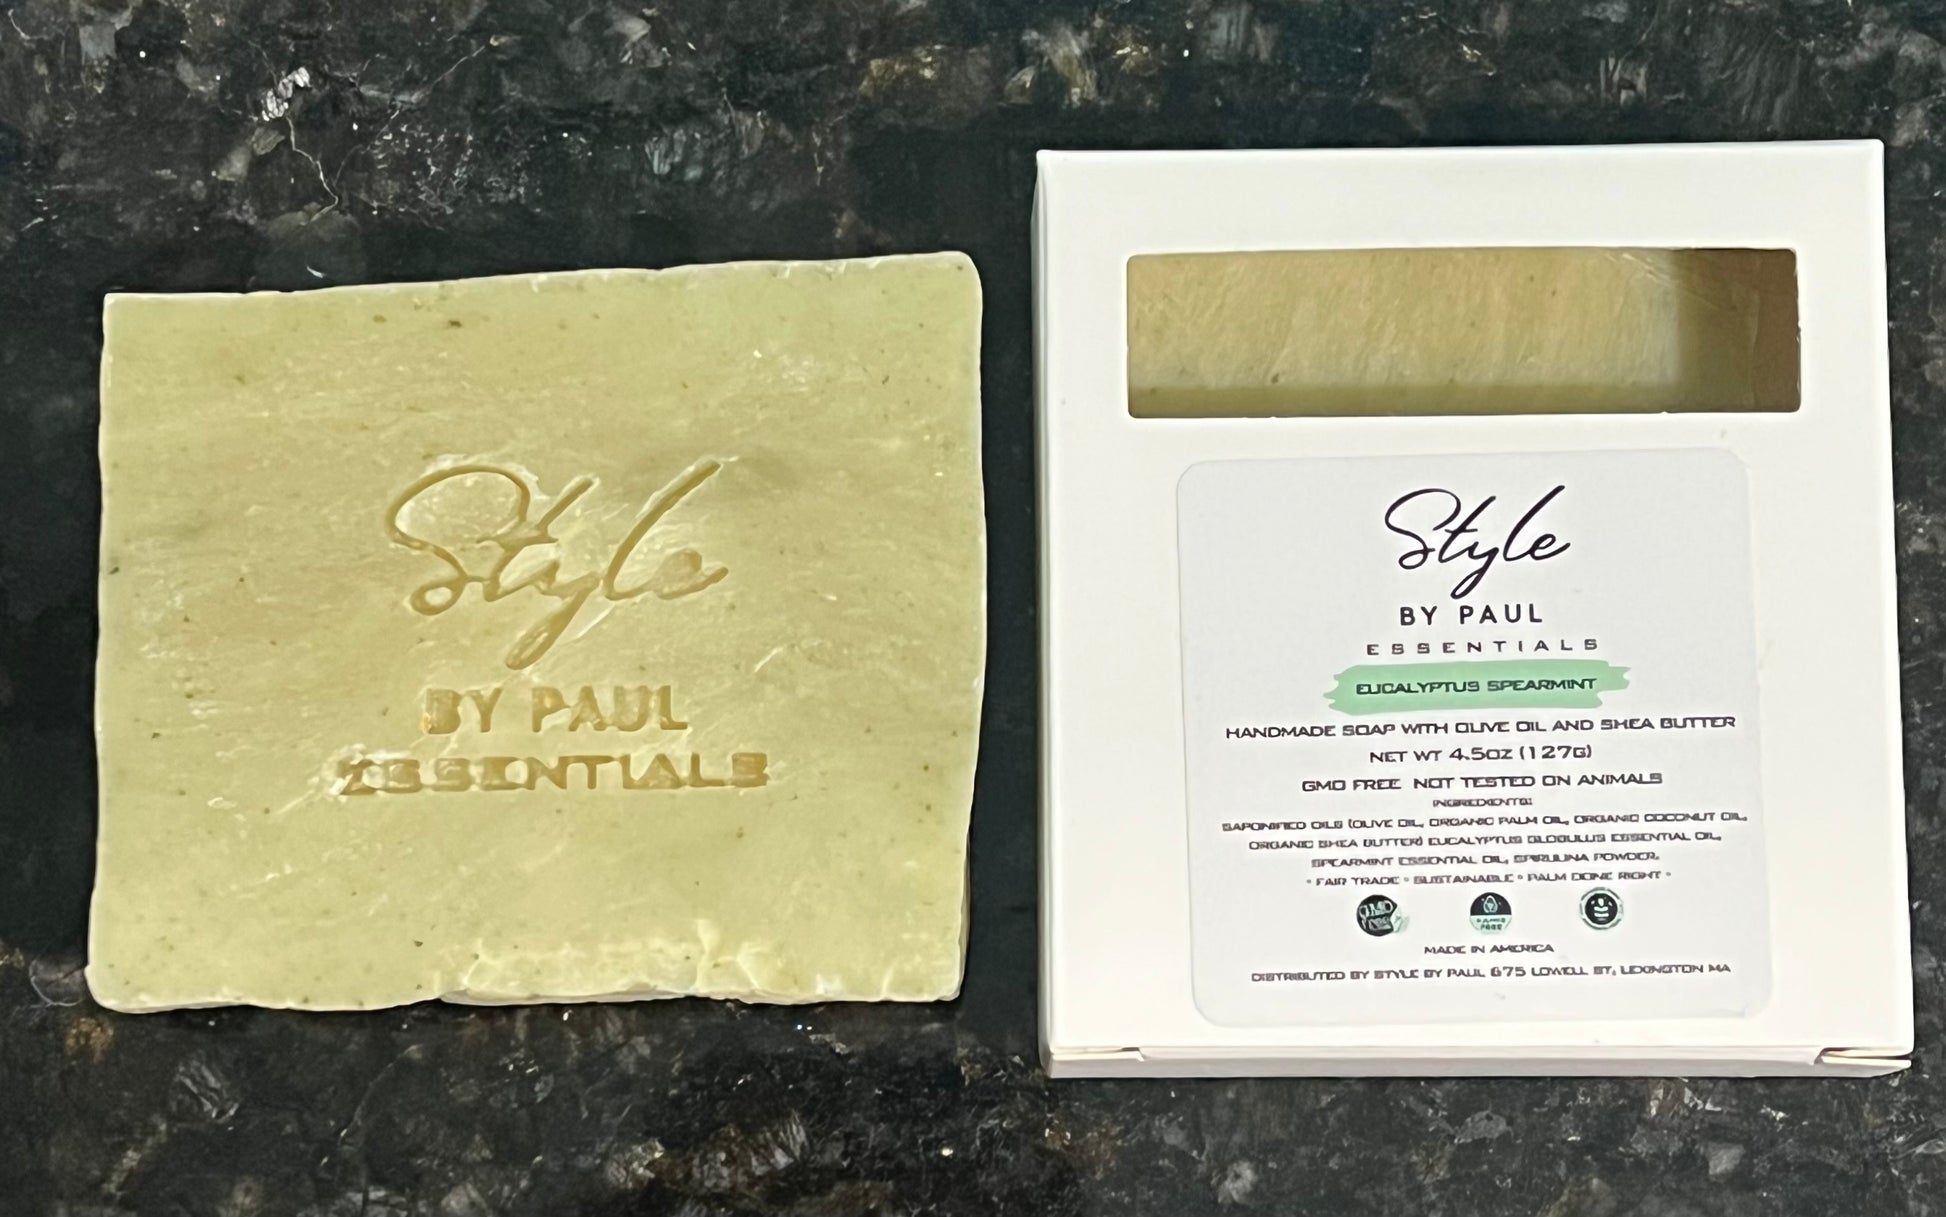 Style
BY PAUL
ESSENTIALS
Style
BY PAUL
ESSENTIALS
EUCALYPTUS SPEARMINT
HANDMADE SOAP WITH OLIVE OIL AND SHEA BUTTER
NET WT 4.5OZ (127G)
GMO FREE NOT TESTED ON ANIMALS
INGREDIENTS:
SAPONIFIED OILS (OLIVE OIL, ORGANIC PALM OIL, ORGANIC COCONUT OIL,
ORGANIC SHEA BUTTER) EUCALYPTUS GLOBULUS ESSENTIAL OIL,
SPEARMINT ESSENTIAL OIL, SPIRULINA POWDER.
* FAIR TRADE * SUSTAINABLE * PALM DONE RIGHT *
MADE IN AMERICA
DISTRIBUTED BY STYLE BY PAUL 675 LOWELL ST, LEXINGTON MA